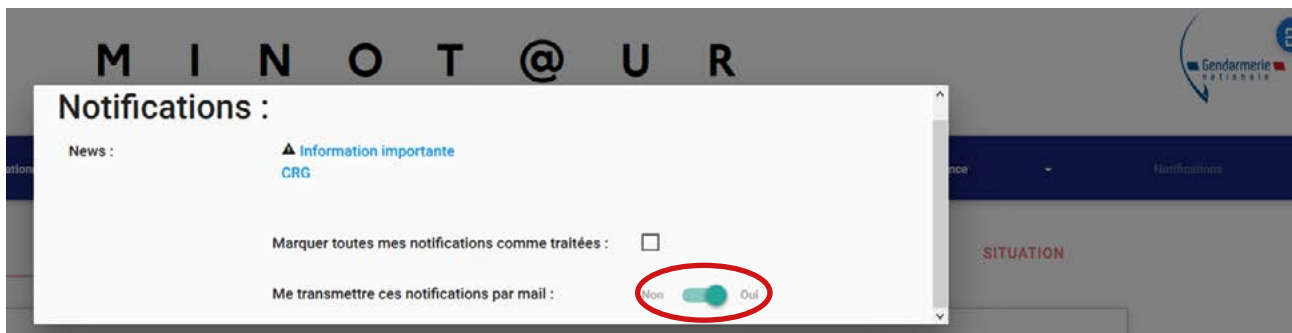 M I N O T @ U R
Gendarmerie
nationale
Notifications :
News :
Information importante
CRG
nce
Notifications
Marquer toutes mes notifications comme traitées :
SITUATION
Me transmettre ces notifications par mail :
Non Oui